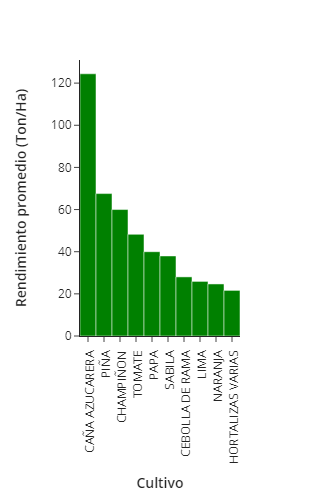 Rendimiento promedio (Ton/Ha)
120
100
80
60
40
20
0
CAÑA AZUCARERA
PIÑA
CHAMPIÑON
TOMATE
PAPA
SABILA
CEBOLLA DE RAMA
LIMA
NARANJA
HORTALIZAS VARIAS
Cultivo